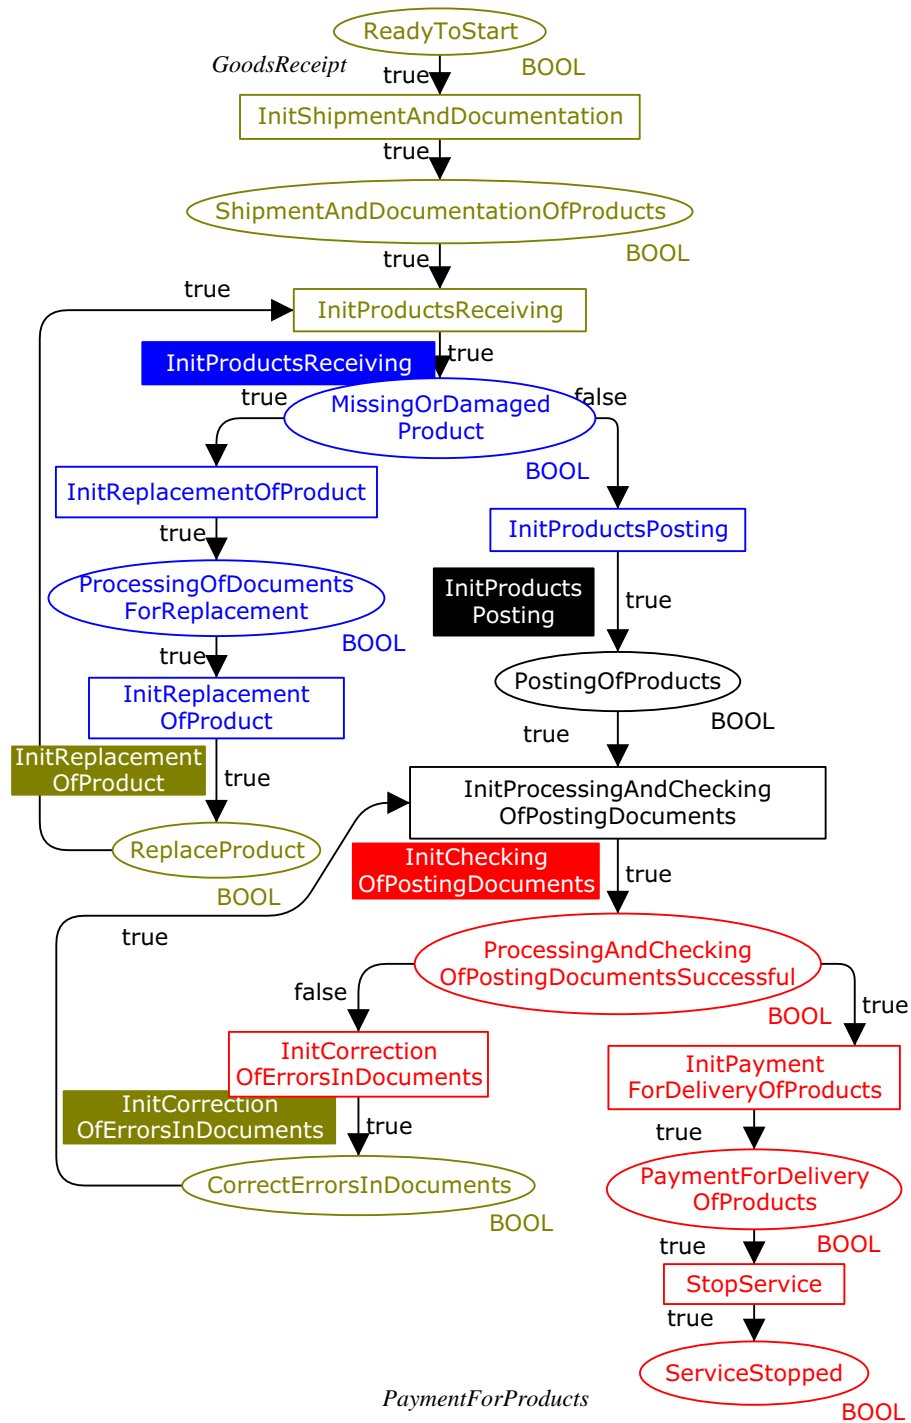 ReadyToStart
GoodsReceipt
true
BOOL
InitShipmentAndDocumentation
true
ShipmentAndDocumentationOfProducts
BOOL
true
true
InitProductsReceiving
InitProductsReceiving
true
true
MissingOrDamaged
Product
false
BOOL
InitReplacementOfProduct
InitProductsPosting
true
ProcessingOfDocuments
ForReplacement
BOOL
InitProducts
Posting
true
true
InitReplacement
OfProduct
PostingOfProducts
BOOL
true
InitReplacement
OfProduct
true
InitProcessingAndChecking
OfPostingDocuments
ReplaceProduct
BOOL
InitChecking
OfPostingDocuments
true
true
ProcessingAndChecking
OfPostingDocumentsSuccessful
BOOL
false
true
InitCorrection
OfErrorsInDocuments
InitPayment
ForDeliveryOfProducts
InitCorrection
OfErrorsInDocuments
true
true
CorrectErrorsInDocuments
BOOL
PaymentForDelivery
OfProducts
BOOL
true
StopService
true
ServiceStopped
BOOL
PaymentForProducts